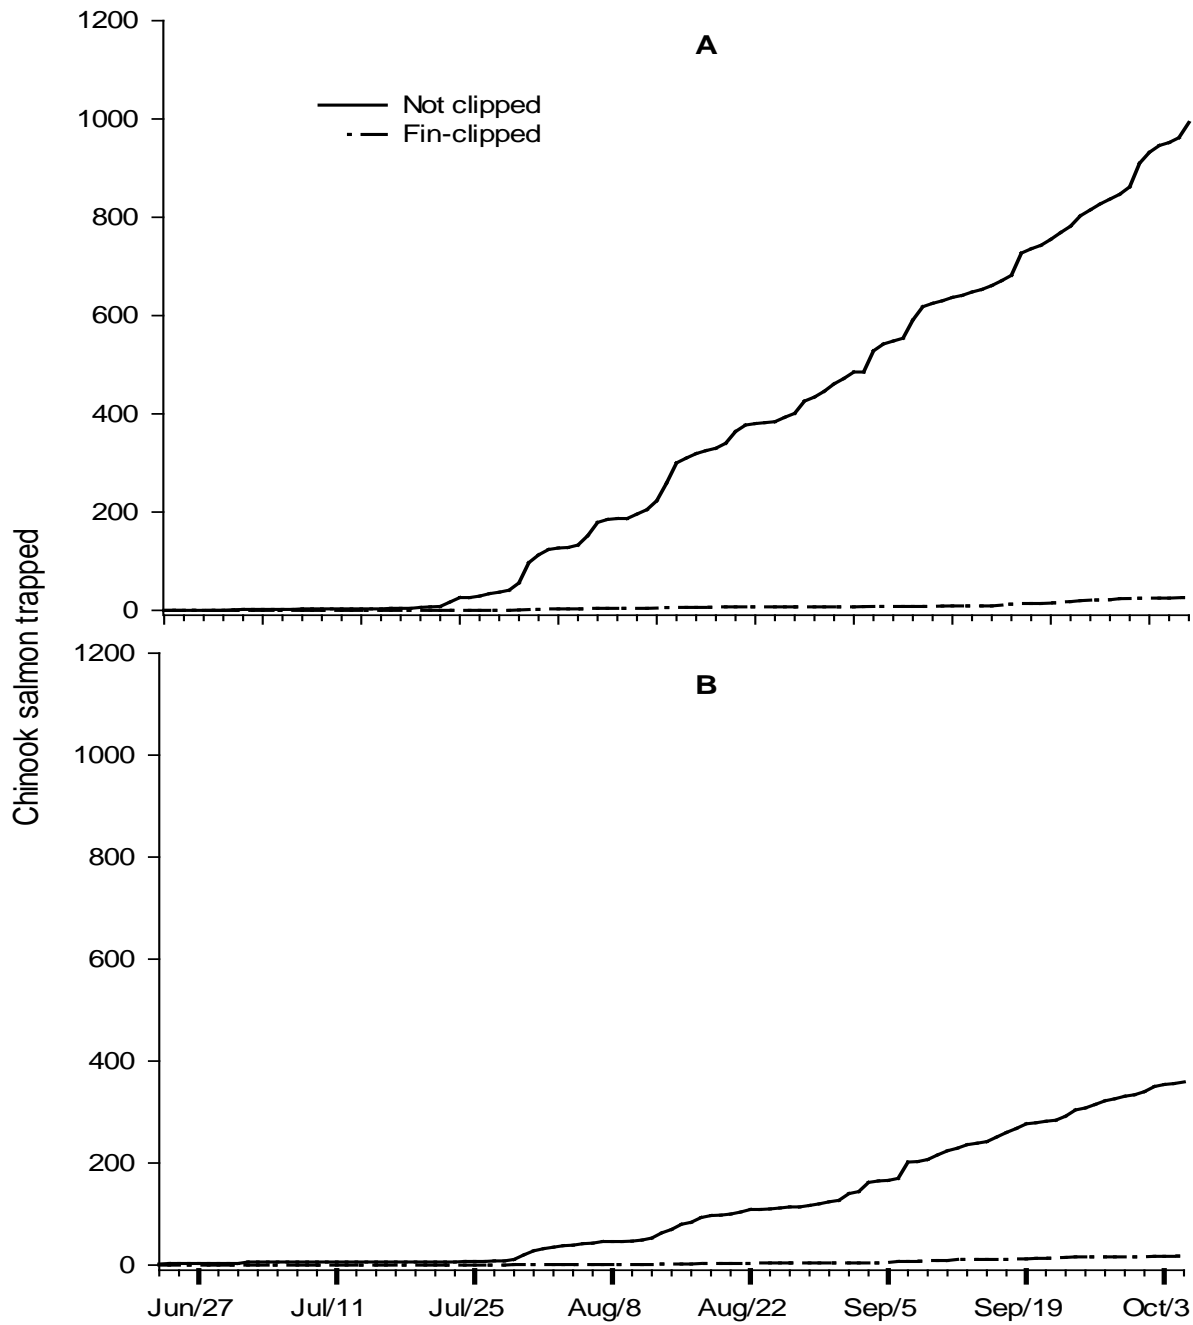 1200
A
1000
Not clipped
Fin-clipped
800
600
400
200
0
Chinook salmon trapped
1200
B
1000
800
600
400
200
0
Jun/27 Jul/11 Jul/25 Aug/8 Aug/22 Sep/5 Sep/19 Oct/3